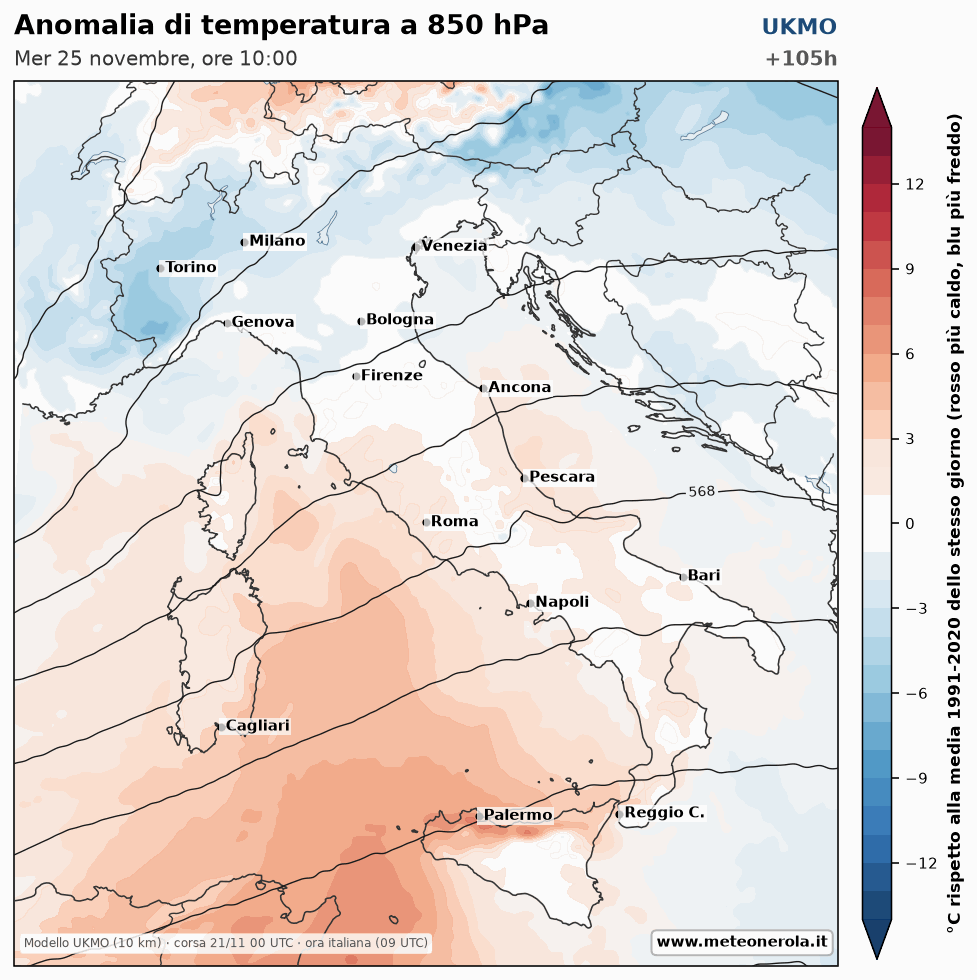 Anomalia di temperatura a 850 hPa
UKMO
Mer 25 novembre, ore 10:00
+105h
Milano
Venezia
Torino
Genova
Bologna
Firenze
Ancona
Pescara
568
Roma
Bari
Napoli
Cagliari
Palermo
Reggio C.
Modello UKMO (10 km) · corsa 21/11 00 UTC · ora italiana (09 UTC)
www.meteonerola.it
12
9
6
3
0
−3
−6
−9
−12
°C rispetto alla media 1991-2020 dello stesso giorno (rosso più caldo, blu più freddo)